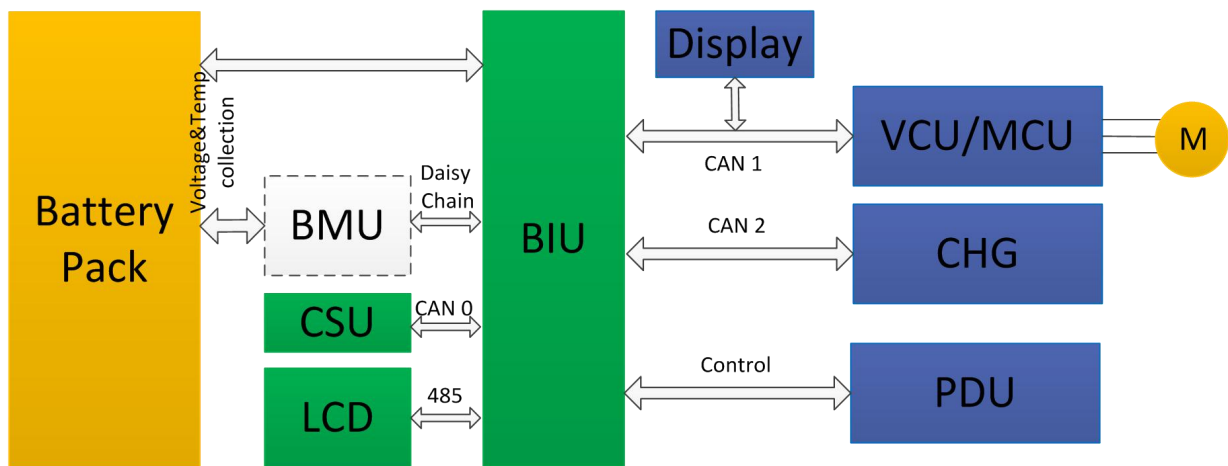 Battery
Pack
Voltage&Temp
collection
BMU
Daisy
Chain
CSU
CAN 0
LCD
485
BIU
Display
CAN 1
VCU/MCU
M
CAN 2
CHG
Control
PDU